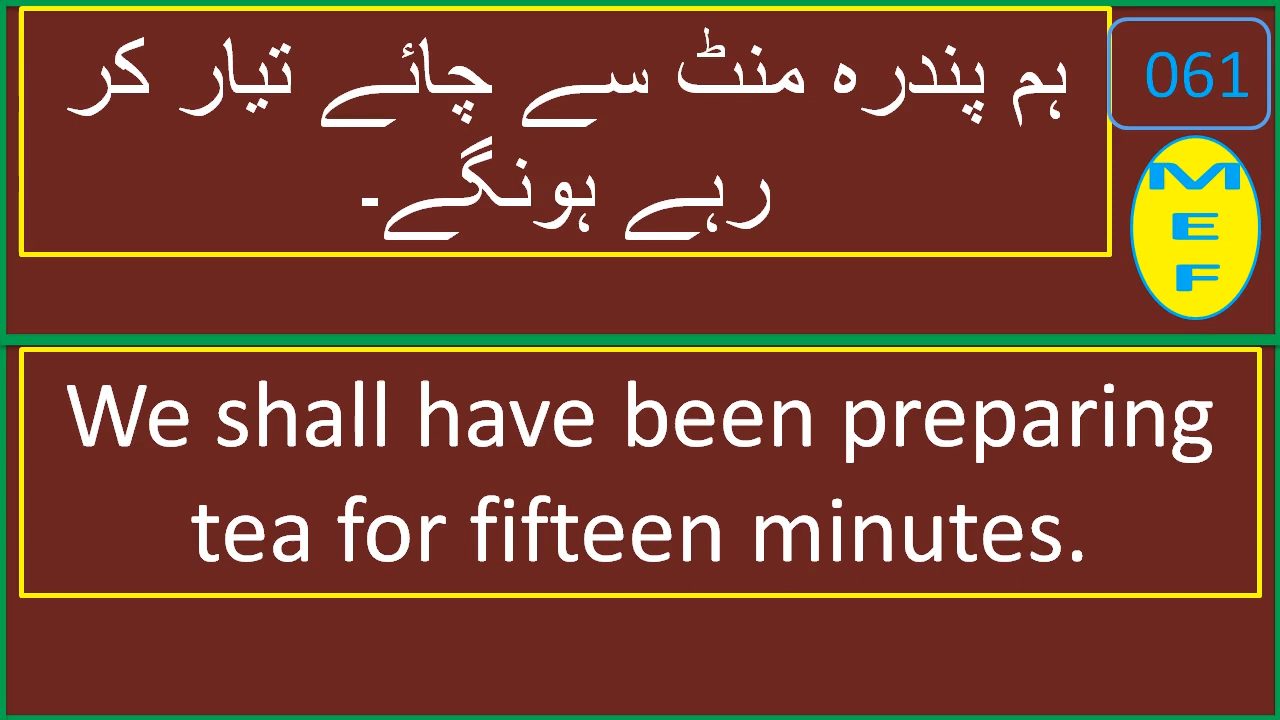 ہم پندرہ منٹ سے چائے تیار کر
رہے ہونگے۔
061
M
E
F
We shall have been preparing
tea for fifteen minutes.